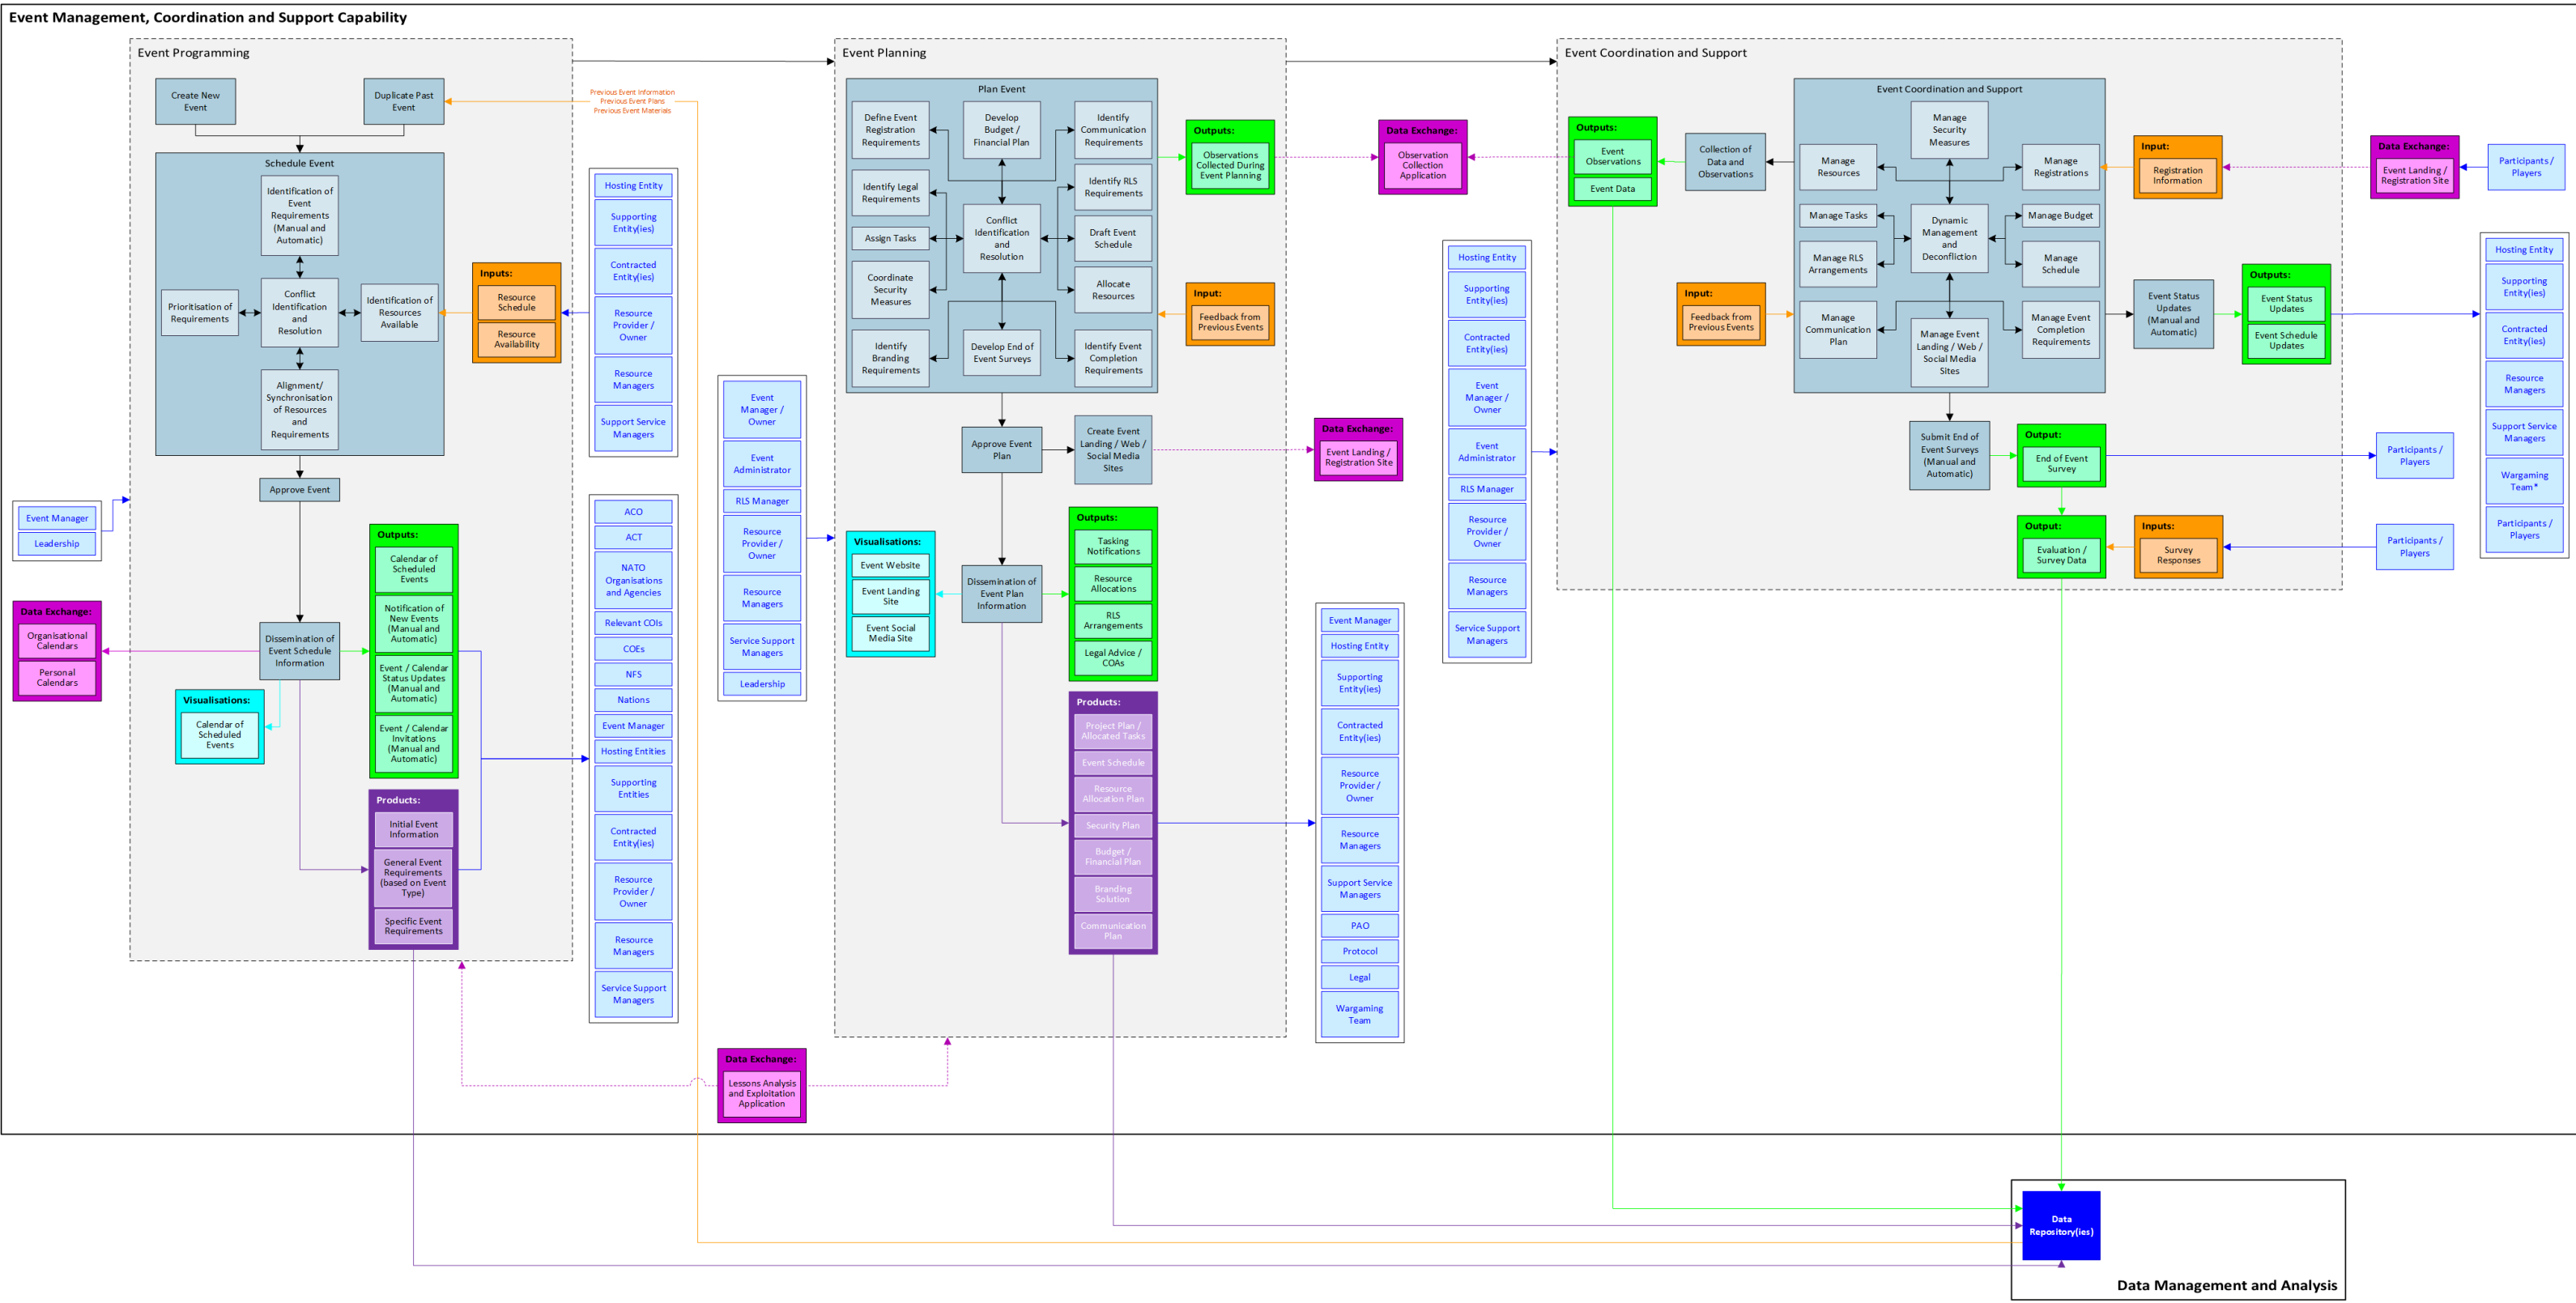 Event Management, Coordination and Support Capability
Event Programming
Create New
Event
Duplicate Past
Event
Previous Event Information
Previous Event Plans
Previous Event Materials
Schedule Event
Identification of
Event
Requirements
(Manual and
Automatic)
Prioritisation of
Requirements
Conflict
Identification
and
Resolution
Identification of
Resources
Available
Alignment/
Synchronisation
of Resources
and
Requirements
Inputs:
Resource
Schedule
Resource
Availability
Hosting Entity
Supporting
Entity(ies)
Contracted
Entity(ies)
Resource
Provider /
Owner
Resource
Managers
Support Service
Managers
Approve Event
Event Manager
Leadership
Data Exchange:
Organisational
Calendars
Personal
Calendars
Dissemination of
Event Schedule
Information
Visualisations:
Calendar of
Scheduled
Events
Outputs:
Calendar of
Scheduled
Events
Notification of
New Events
(Manual and
Automatic)
Event / Calendar
Status Updates
(Manual and
Automatic)
Event / Calendar
Invitations
(Manual and
Automatic)
Products:
Initial Event
Information
General Event
Requirements
(based on Event
Type)
Specific Event
Requirements
ACO
ACT
NATO
Organisations
and Agencies
Relevant COIs
COEs
NFS
Nations
Event Manager
Hosting Entities
Supporting
Entities
Contracted
Entity(ies)
Resource
Provider /
Owner
Resource
Managers
Service Support
Managers
Data Exchange:
Lessons Analysis
and Exploitation
Application
Event
Manager /
Owner
Event
Administrator
RLS Manager
Resource
Provider /
Owner
Resource
Managers
Service Support
Managers
Leadership
Event Planning
Plan Event
Define Event
Registration
Requirements
Develop
Budget /
Financial Plan
Identify
Communication
Requirements
Identify Legal
Requirements
Identify RLS
Requirements
Assign Tasks
Conflict
Identification
and
Resolution
Draft Event
Schedule
Coordinate
Security
Measures
Allocate
Resources
Identify
Branding
Requirements
Develop End of
Event Surveys
Identify Event
Completion
Requirements
Outputs:
Observations
Collected During
Event Planning
Input:
Feedback from
Previous Events
Data Exchange:
Observation
Collection
Application
Approve Event
Plan
Create Event
Landing / Web /
Social Media
Sites
Data Exchange:
Event Landing /
Registration Site
Visualisations:
Event Website
Event Landing
Site
Event Social
Media Site
Dissemination of
Event Plan
Information
Outputs:
Tasking
Notifications
Resource
Allocations
RLS
Arrangements
Legal Advice /
COAs
Products:
Project Plan /
Allocated Tasks
Event Schedule
Resource
Allocation Plan
Security Plan
Budget /
Financial Plan
Branding
Solution
Communication
Plan
Event Manager
Hosting Entity
Supporting
Entity(ies)
Contracted
Entity(ies)
Resource
Provider /
Owner
Resource
Managers
Support Service
Managers
PAO
Protocol
Legal
Wargaming
Team
Hosting Entity
Supporting
Entity(ies)
Contracted
Entity(ies)
Event
Manager /
Owner
Event
Administrator
RLS Manager
Resource
Provider /
Owner
Resource
Managers
Service Support
Managers
Event Coordination and Support
Outputs:
Event
Observations
Event Data
Collection of
Data and
Observations
Event Coordination and Support
Manage
Security
Measures
Manage
Resources
Manage
Registrations
Manage Tasks
Dynamic
Management
and
Deconfliction
Manage Budget
Manage RLS
Arrangements
Manage
Schedule
Manage
Communication
Plan
Manage Event
Landing / Web /
Social Media
Sites
Manage Event
Completion
Requirements
Input:
Feedback from
Previous Events
Input:
Registration
Information
Data Exchange:
Event Landing /
Registration Site
Participants /
Players
Event Status
Updates
(Manual and
Automatic)
Outputs:
Event Status
Updates
Event Schedule
Updates
Hosting Entity
Supporting
Entity(ies)
Contracted
Entity(ies)
Resource
Managers
Support Service
Managers
Wargaming
Team*
Participants /
Players
Submit End of
Event Surveys
(Manual and
Automatic)
Output:
End of Event
Survey
Participants /
Players
Output:
Evaluation /
Survey Data
Inputs:
Survey
Responses
Participants /
Players
Data
Repository(ies)
Data Management and Analysis